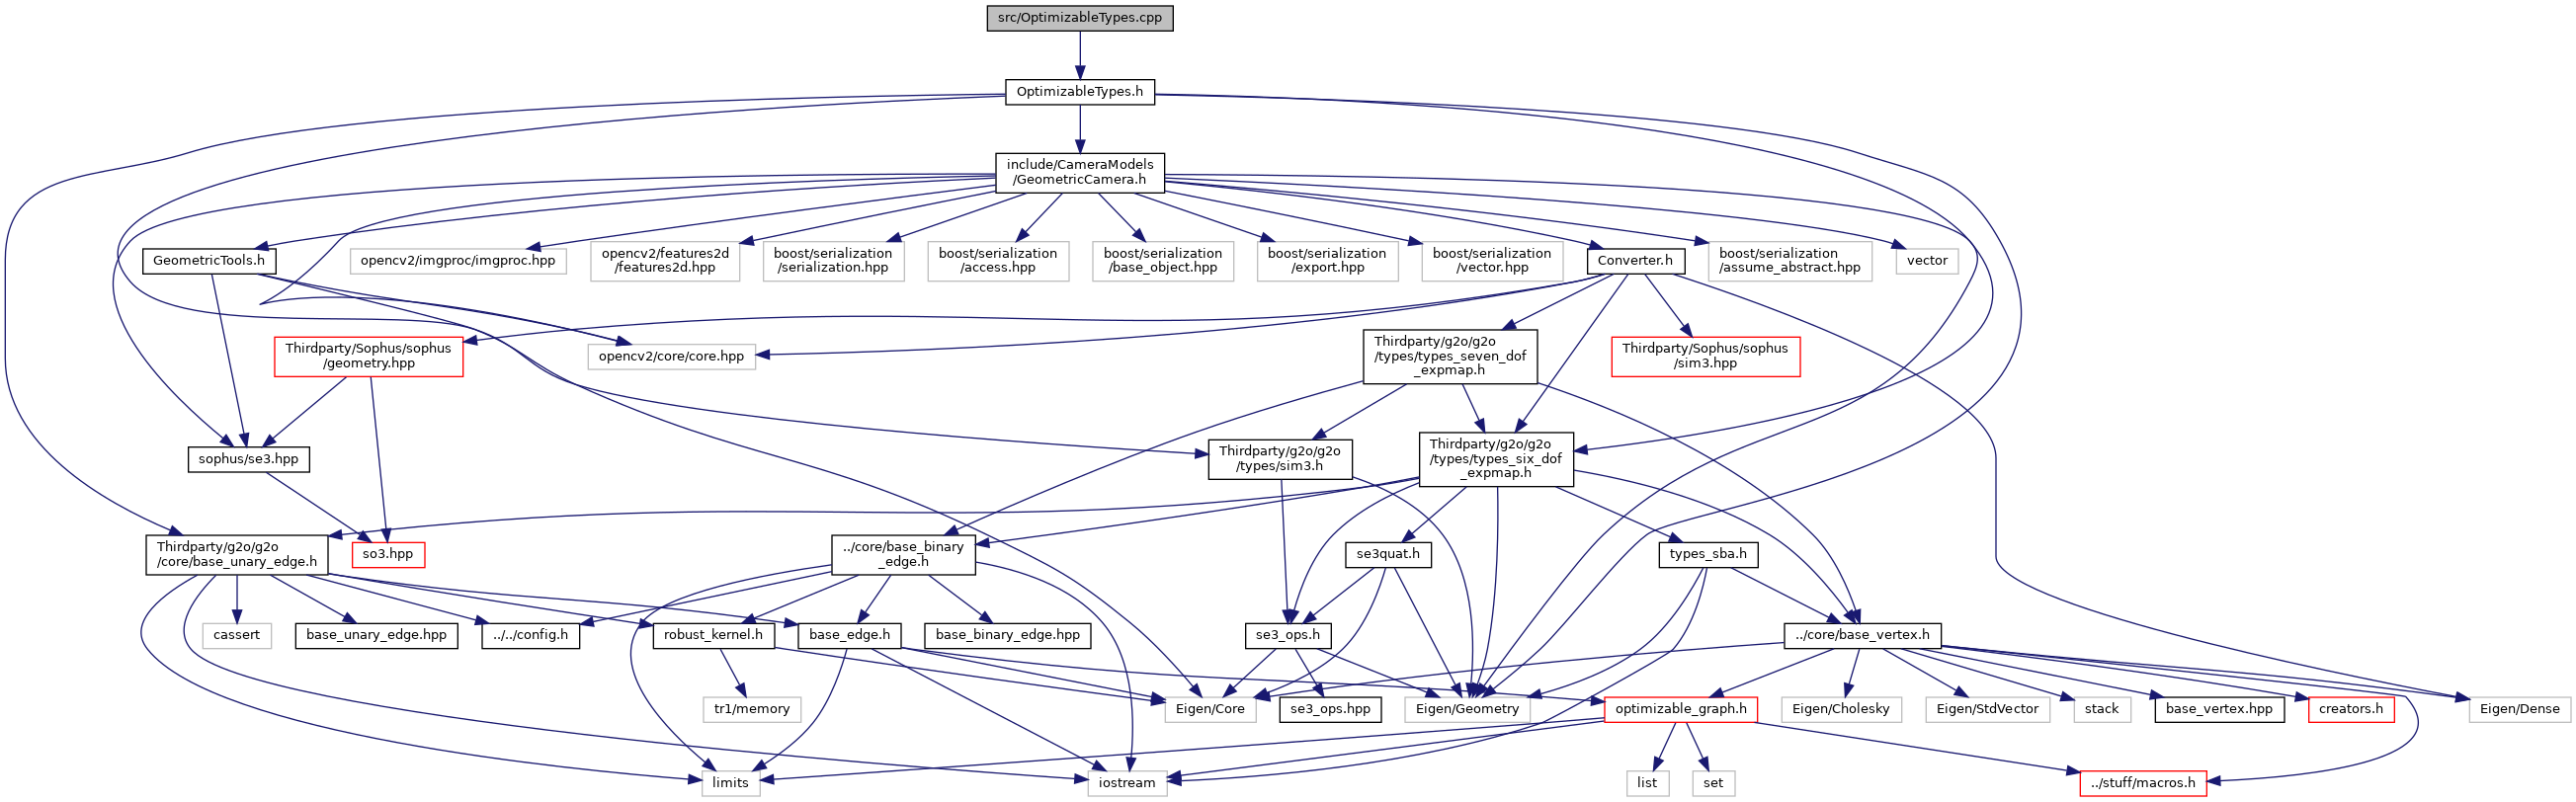 src/OptimizableTypes.cpp
OptimizableTypes.h
include/CameraModels
/GeometricCamera.h
GeometricTools.h
opencv2/imgproc/imgproc.hpp
opencv2/features2d
/features2d.hpp
boost/serialization
/serialization.hpp
boost/serialization
/access.hpp
boost/serialization
/base_object.hpp
boost/serialization
/export.hpp
boost/serialization
/vector.hpp
Converter.h
boost/serialization
/assume_abstract.hpp
vector
Thirdparty/Sophus/sophus
/geometry.hpp
opencv2/core/core.hpp
Thirdparty/g2o/g2o
/types/types_seven_dof
_expmap.h
Thirdparty/Sophus/sophus
/sim3.hpp
sophus/se3.hpp
Thirdparty/g2o/g2o
/types/sim3.h
Thirdparty/g2o/g2o
/types/types_six_dof
_expmap.h
Thirdparty/g2o/g2o
/core/base_unary_edge.h
so3.hpp
../core/base_binary
_edge.h
se3quat.h
types_sba.h
cassert
base_unary_edge.hpp
../../config.h
robust_kernel.h
base_edge.h
base_binary_edge.hpp
se3_ops.h
../core/base_vertex.h
tr1/memory
Eigen/Core
se3_ops.hpp
Eigen/Geometry
optimizable_graph.h
Eigen/Cholesky
Eigen/StdVector
stack
base_vertex.hpp
creators.h
Eigen/Dense
limits
iostream
list
set
../stuff/macros.h